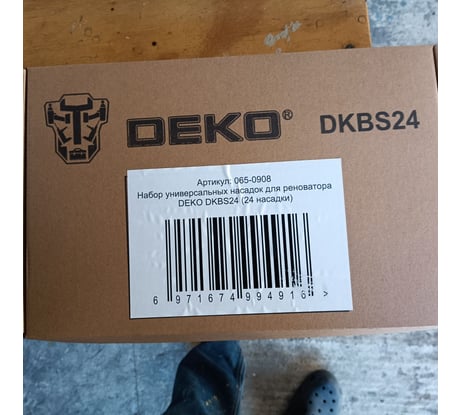 DEKO® DKBS24
Артикул: 065-0908
Набор универсальных насадок для реноватора
DEKO DKBS24 (24 насадки)
6 971674 994916 >